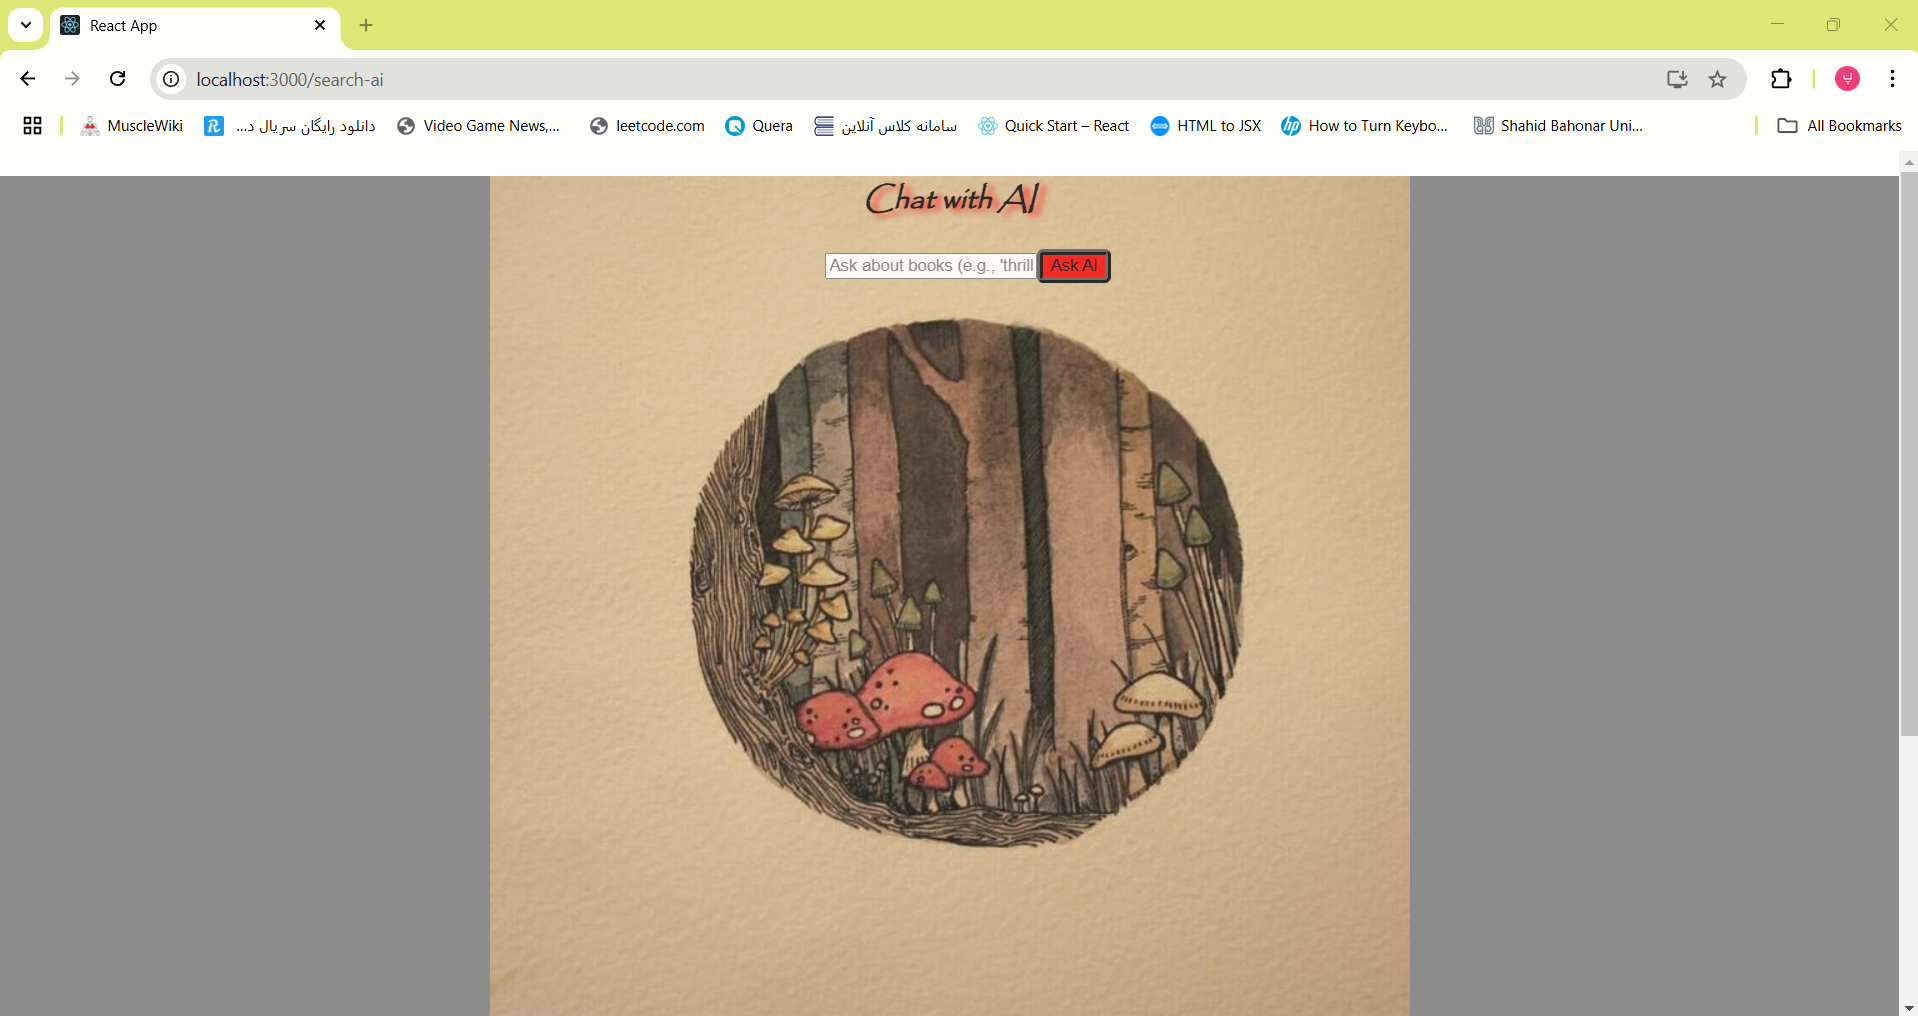 React App
localhost:3000/search-ai
MuscleWiki
دانلود رایگان سریال د...
Video Game News,...
leetcode.com
Quera
سامانه کلاس آنلاین
Quick Start – React
HTML to JSX
How to Turn Keybo...
Shahid Bahonar Uni...
All Bookmarks
Chat with AI
Ask about books (e.g., 'thrill
Ask AI